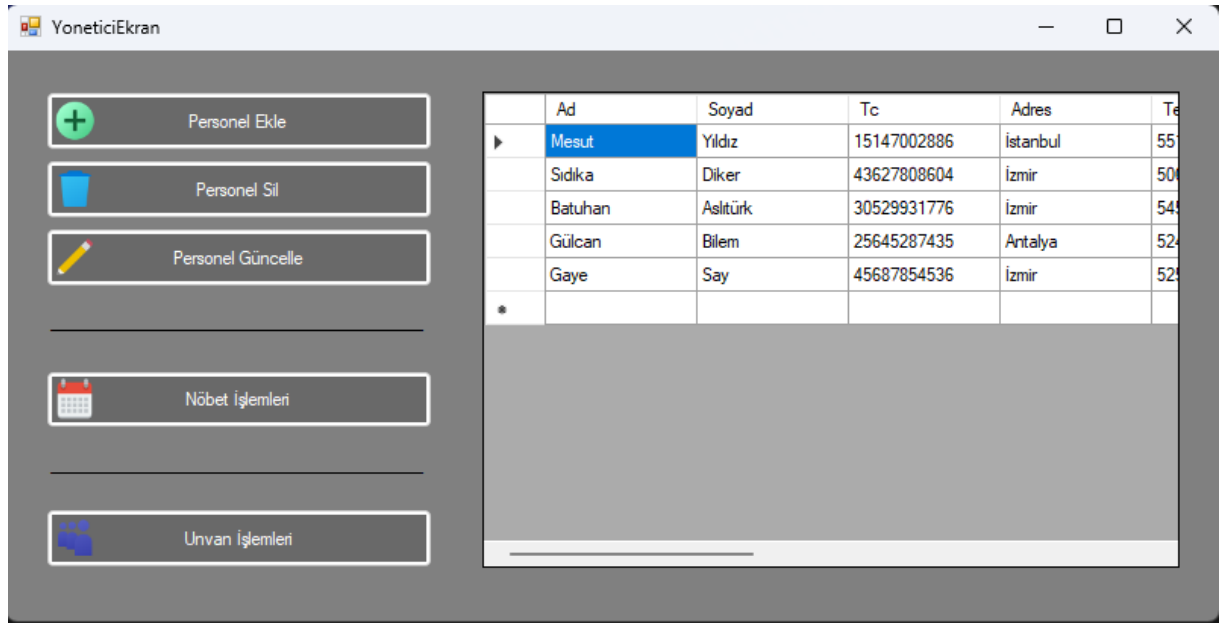 YoneticiEkran
Personel Ekle
Personel Sil
Personel Güncelle
Nöbet İşlemleri
Unvan İşlemleri
Ad Soyad Tc Adres
Mesut Yıldız 15147002886 İstanbul
Sıdıka Diker 43627808604 İzmir
Batuhan Aslıtürk 30529931776 İzmir
Gülcan Bilem 25645287435 Antalya
Gaye Say 45687854536 İzmir